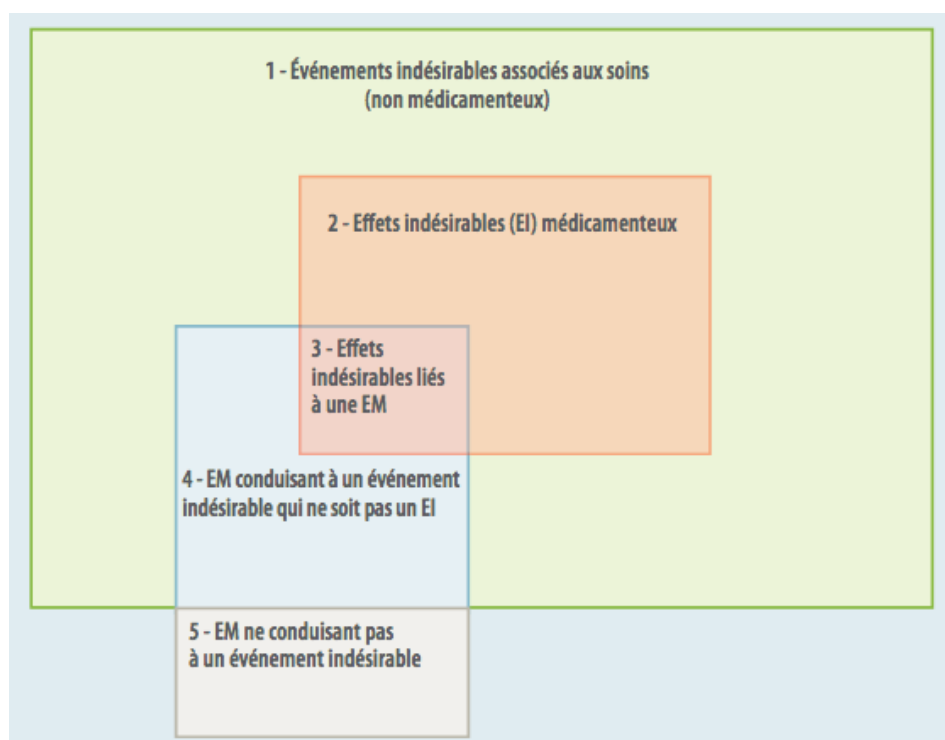 1 - Événements indésirables associés aux soins
(non médicamenteux)
2 - Effets indésirables (EI) médicamenteux
3 - Effets
indésirables liés
à une EM
4 - EM conduisant à un événement
indésirable qui ne soit pas un EI
5 - EM ne conduisant pas
à un événement indésirable